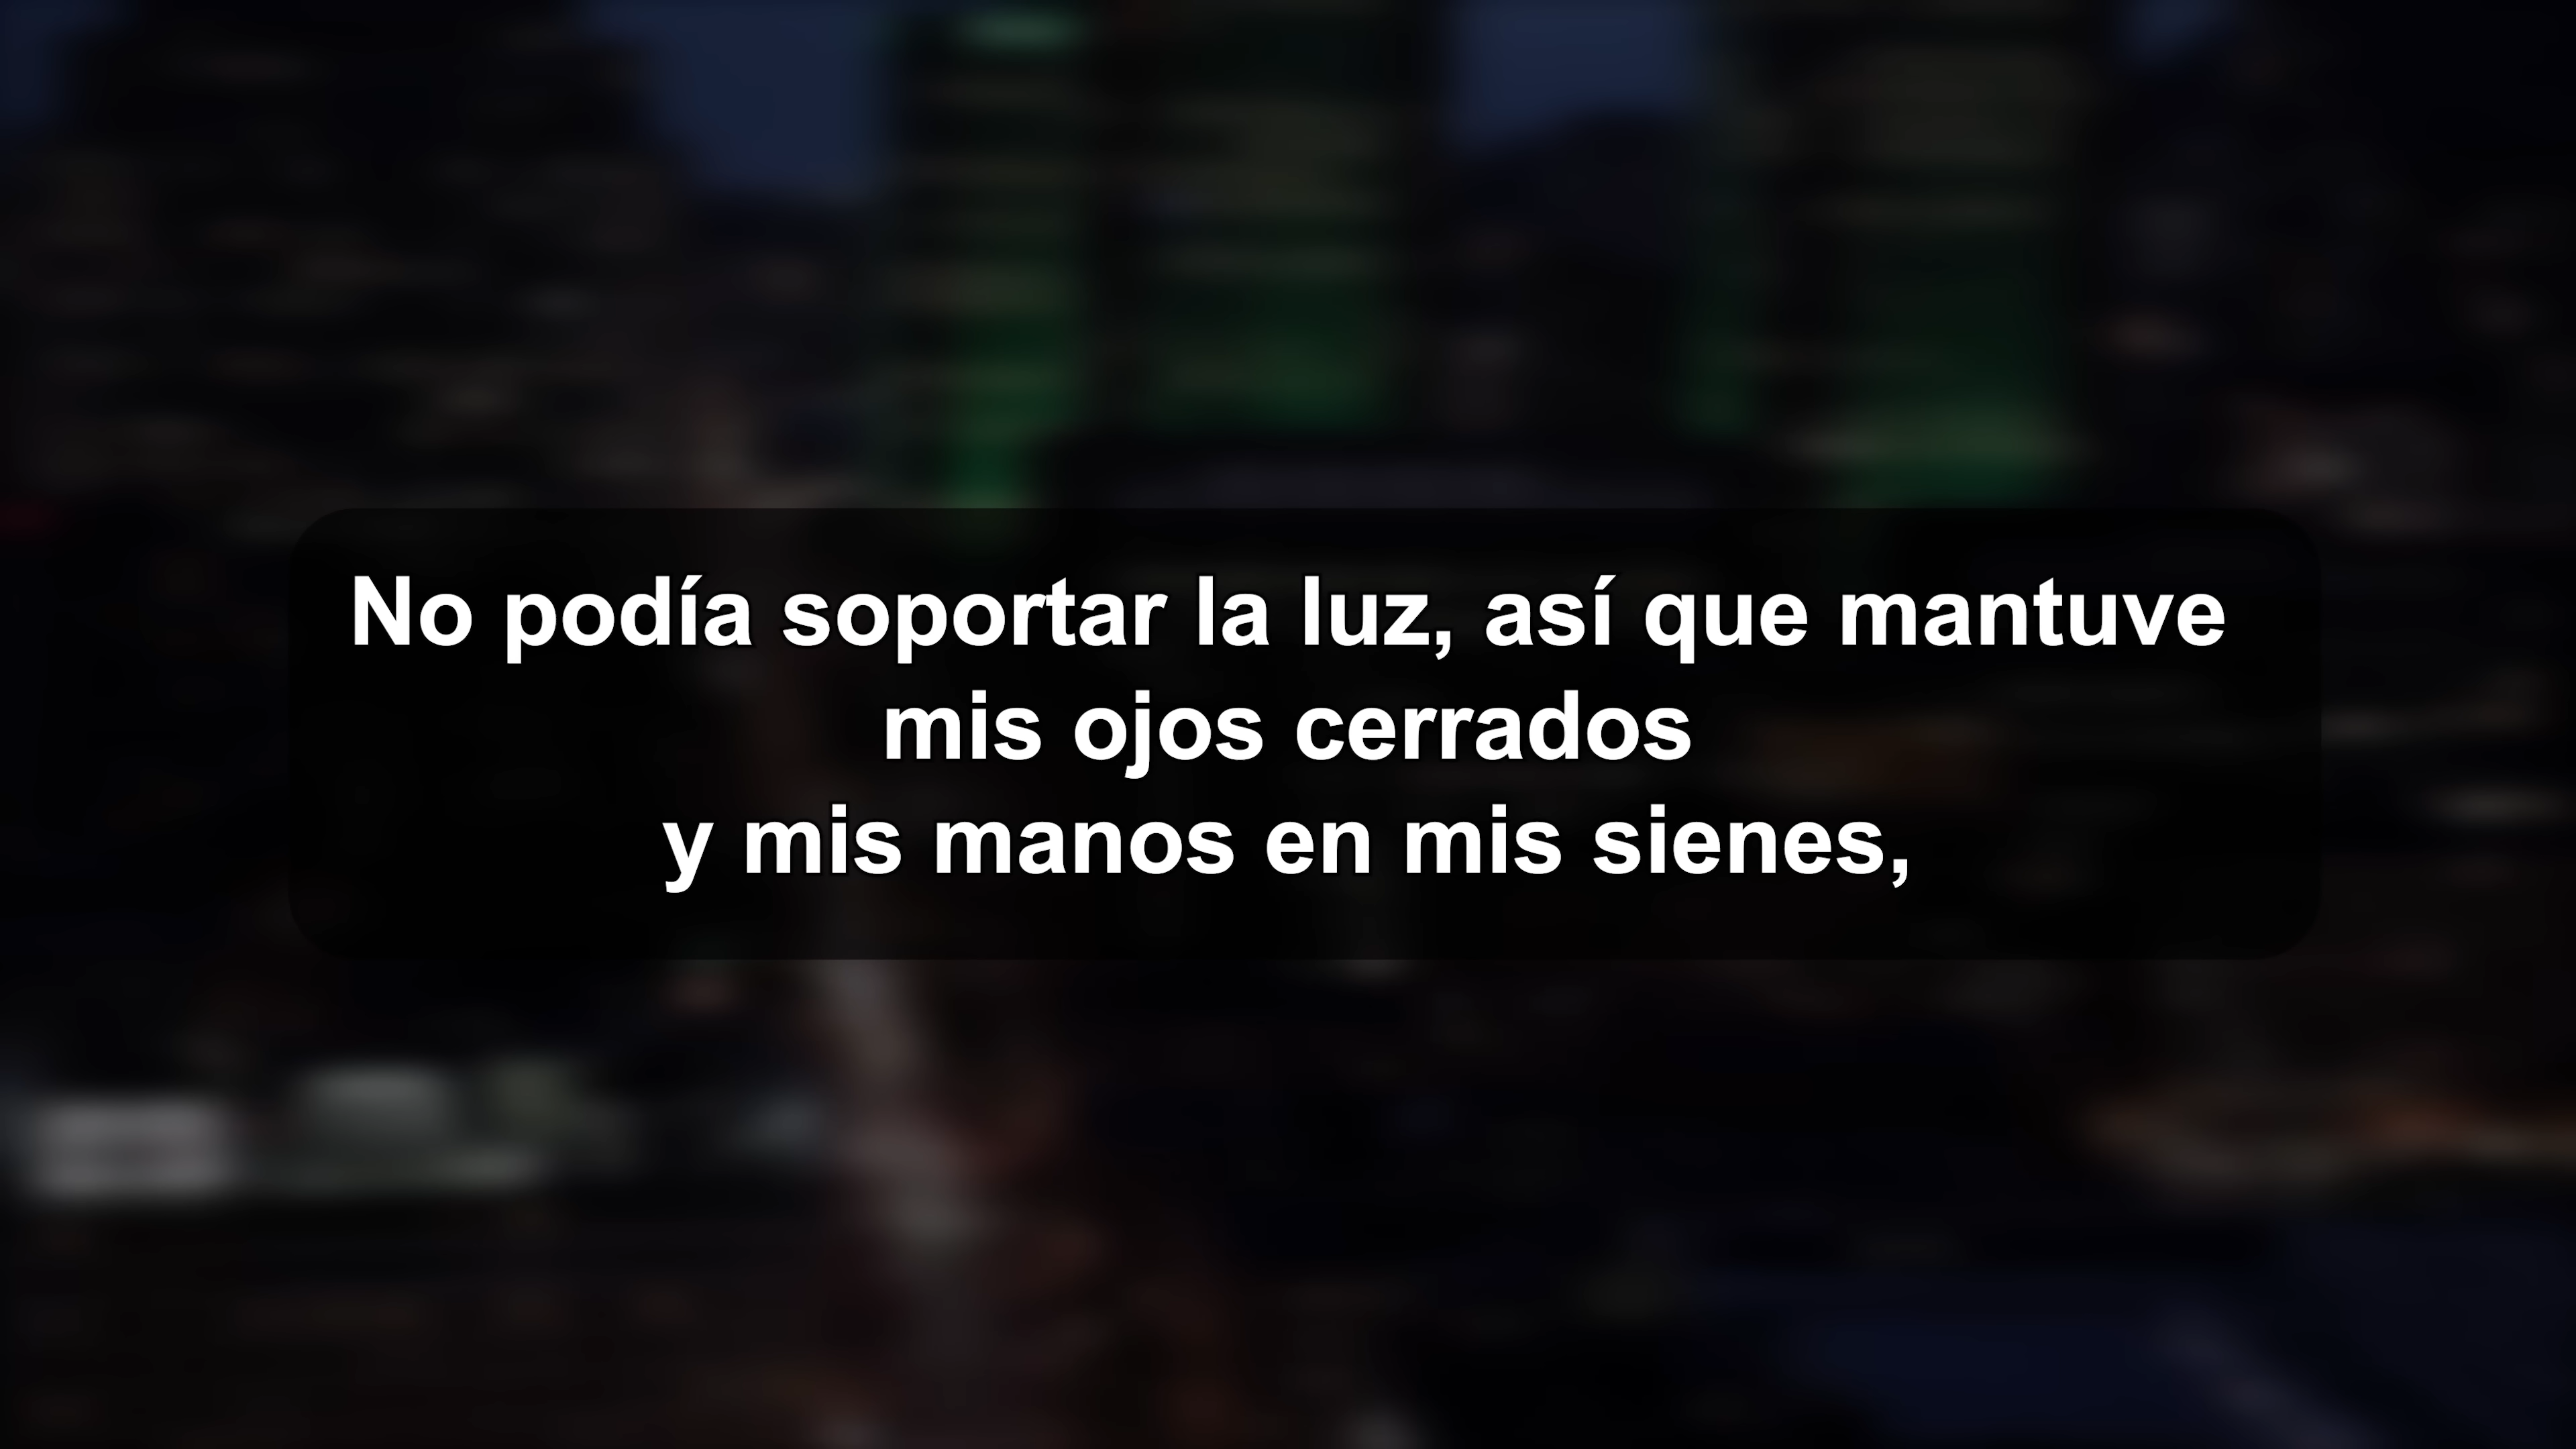 No podía soportar la luz, así que mantuve
mis ojos cerrados
y mis manos en mis sienes,